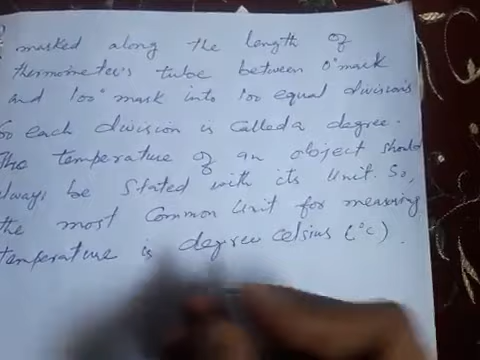 marked along the length of
thermometer's tube between 0° mark
and 100° mark into 100 equal divisions
So each division is called a degree.
The temperature of an object should
always be stated with its unit. So,
the most common unit for measuring
temperature is degree celsius (°c).